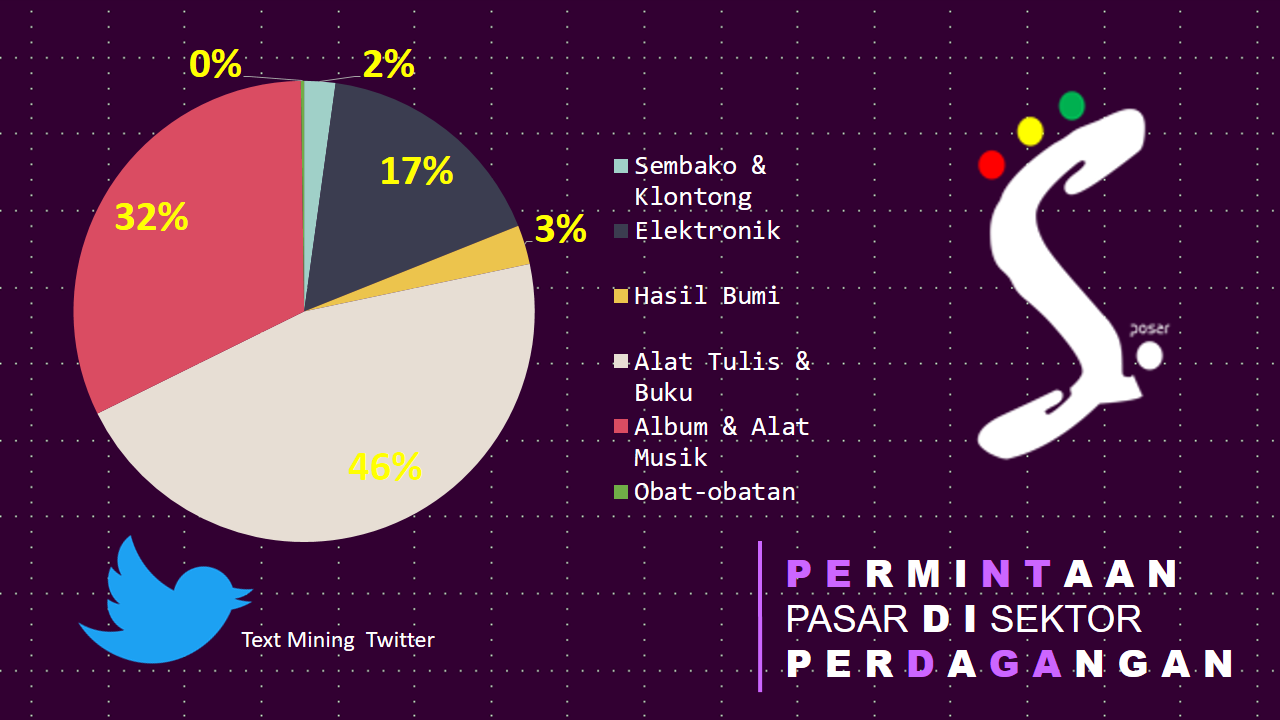 0%
2%
17%
32%
3%
46%
Sembako &
Klontong
Elektronik
Hasil Bumi
Alat Tulis &
Buku
Album & Alat
Musik
Obat-obatan
poser
Text Mining Twitter
PERMINTAAN
PASAR DI SEKTOR
PERDAGANGAN